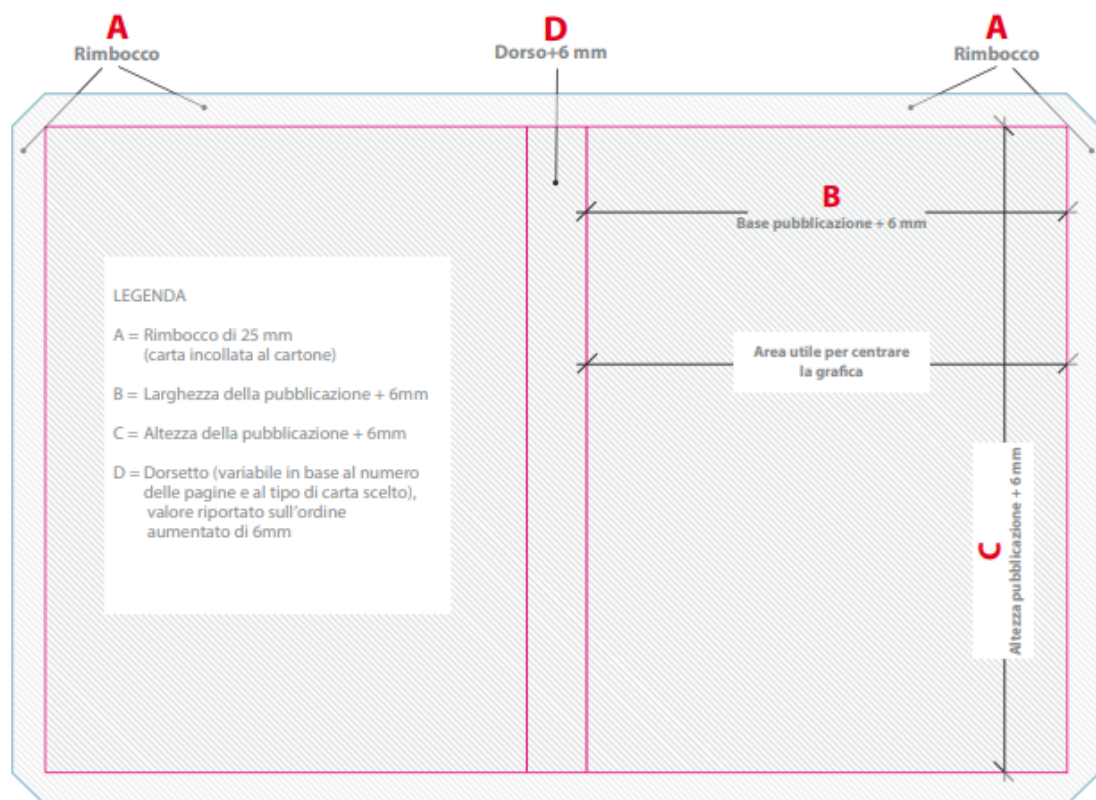 A
Rimbocco
D
Dorso+6 mm
A
Rimbocco
B
Base pubblicazione + 6 mm
LEGENDA
A = Rimbocco di 25 mm
(carta incollata al cartone)
B = Larghezza della pubblicazione + 6mm
C = Altezza della pubblicazione + 6mm
D = Dorsetto (variabile in base al numero
delle pagine e al tipo di carta scelto),
valore riportato sull'ordine
aumentato di 6mm
Area utile per centrare
la grafica
C
Altezza pubblicazione + 6 mm